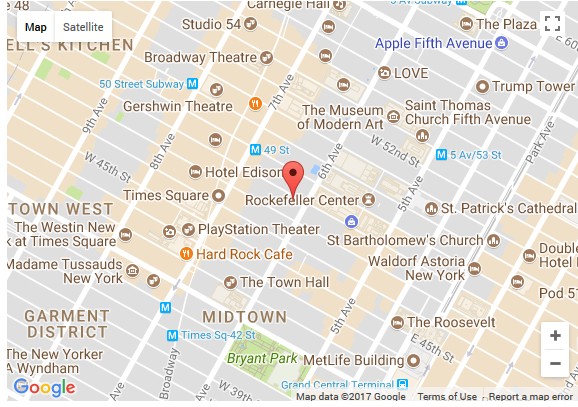 Carnegie Hall
5 Av/
Studio 54
The Plaza
Map
Satellite
ELL'S KITCHEN
Apple Fifth Avenue
E 60
Broadway Theatre
LOVE
50 Street Subway
Trump Tower
7th Ave
Gershwin Theatre
The Museum
of Modern Art
Saint Thomas
Church Fifth Avenue
9th Ave
8th Ave
49 St
W 52nd St
5 Av/53 St
Park Ave
W 45th St
6th Ave
Hotel Edison
Times Square
Rockefeller Center
5th Ave
St. Patrick's Cathedral
TOWN WEST
The Westin New
k at Times Square
PlayStation Theater
St Bartholomew's Church
Hard Rock Cafe
Waldorf Astoria
New York
Double
Hotel
Madame Tussauds
New York
The Town Hall
Pod 51
GARMENT
DISTRICT
MIDTOWN
5th Ave
The Roosevelt
Times Sq-42 St
E 45th St
The New Yorker
A Wyndham
Broadway
Bryant Park
MetLife Building
Google
W 39th St
Grand Central Terminal
Map data ©2017 Google
Terms of Use
Report a map error